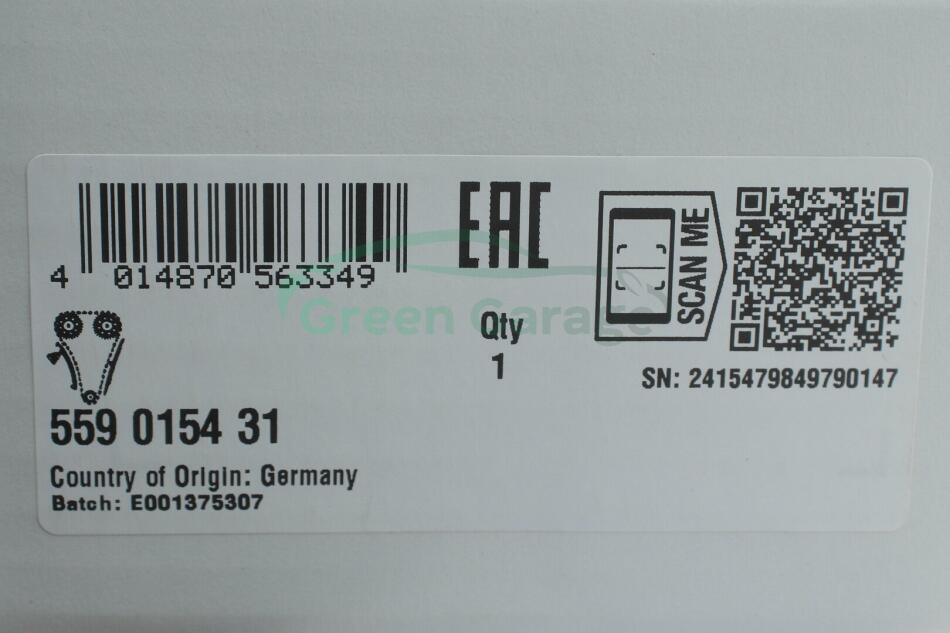 4 014870 563349
EAC
SCAN ME
Green Garage
Qty
1
SN: 2415479849790147
559 0154 31
Country of Origin: Germany
Batch: E001375307